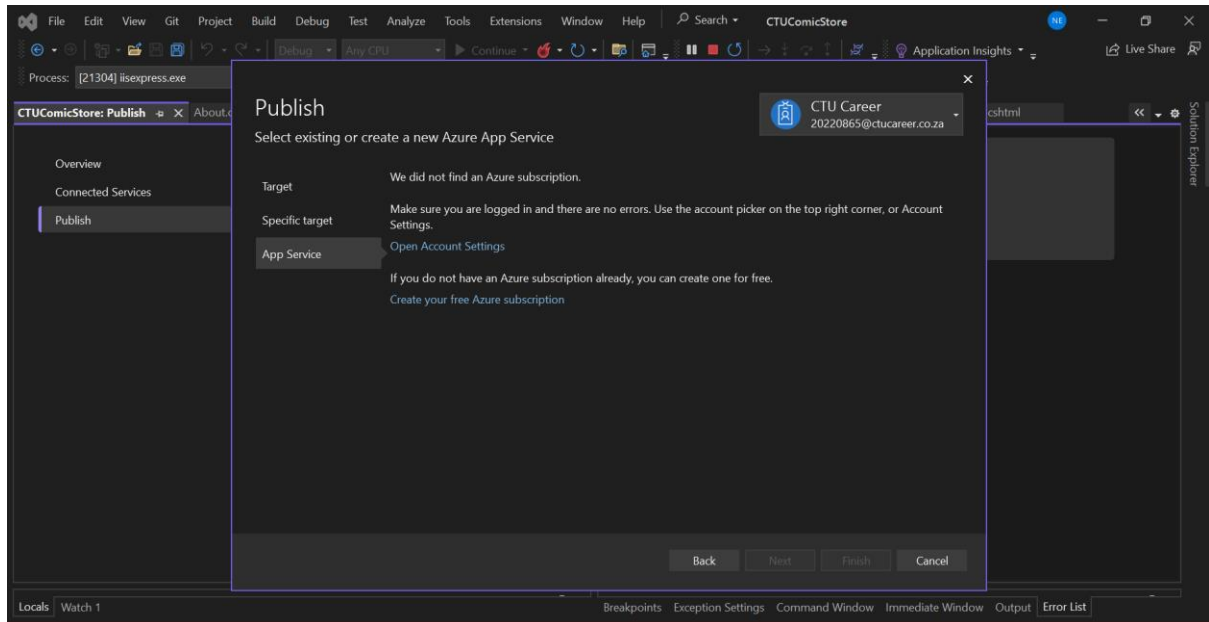 File Edit View Git Project Build Debug Test Analyze Tools Extensions Window Help Search CTUComicStore NE
Debug Any CPU Continue Application Insights Live Share
Process: [21304] iisexpress.exe
CTUComicStore: Publish About.c cshtml
Solution Explorer
Overview
Connected Services
Publish
Publish
Select existing or create a new Azure App Service
CTU Career
20220865@ctucareer.co.za
Target
Specific target
App Service
We did not find an Azure subscription.
Make sure you are logged in and there are no errors. Use the account picker on the top right corner, or Account
Settings.
Open Account Settings
If you do not have an Azure subscription already, you can create one for free.
Create your free Azure subscription
Back Next Finish Cancel
Locals Watch 1 Breakpoints Exception Settings Command Window Immediate Window Output Error List